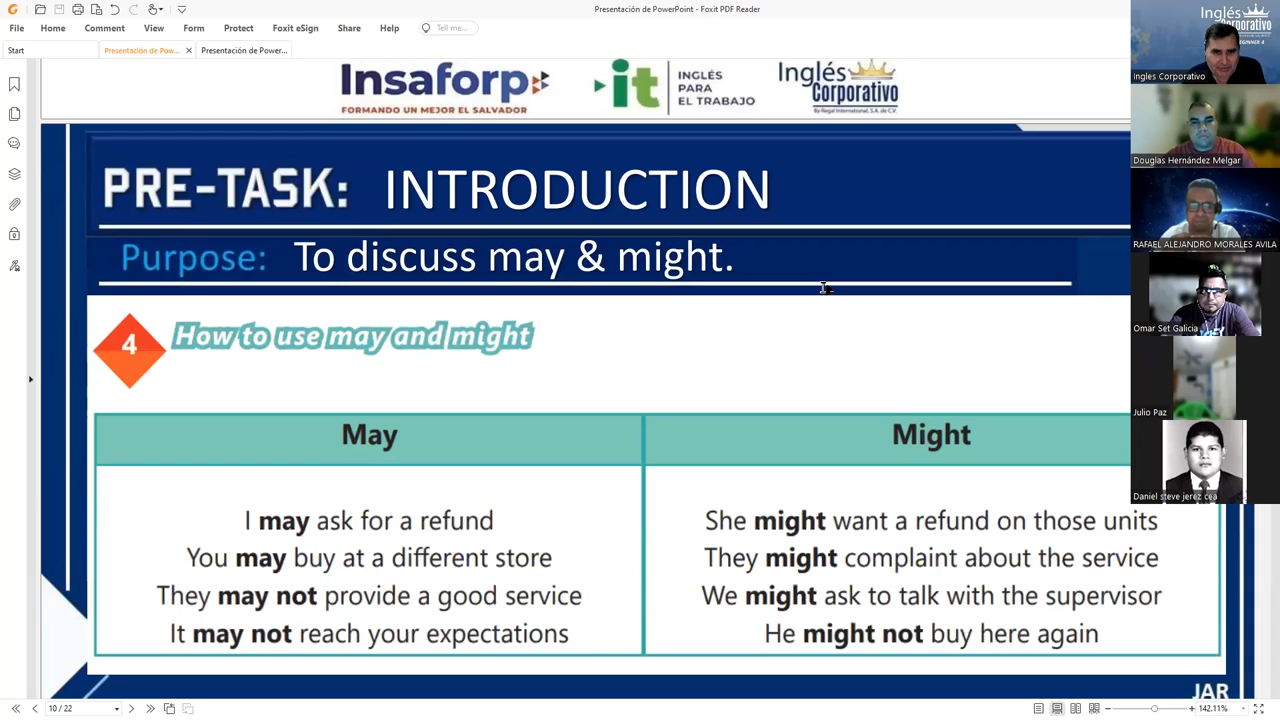 Presentación de PowerPoint - Foxit PDF Reader
File Home Comment View Form Protect Foxit eSign Share Help Tell me...
Start Presentación de Pow... Presentación de Power...
Insaforp
FORMANDO UN MEJOR EL SALVADOR
it
INGLÉS
PARA
EL TRABAJO
Inglés
Corporativo
By Regal International, S.A. de C.V.
PRE-TASK: INTRODUCTION
Purpose: To discuss may & might.
4
How to use may and might
May
I may ask for a refund
You may buy at a different store
They may not provide a good service
It may not reach your expectations
Might
She might want a refund on those units
They might complaint about the service
We might ask to talk with the supervisor
He might not buy here again
JAR
Inglés
Corporativo
BEGINNER 4
Ingles Corporativo
Douglas Hernández Melgar
RAFAEL ALEJANDRO MORALES AVILA
Omar Set Galicia
Julio Paz
Daniel steve jerez cea
10 / 22
142.11%